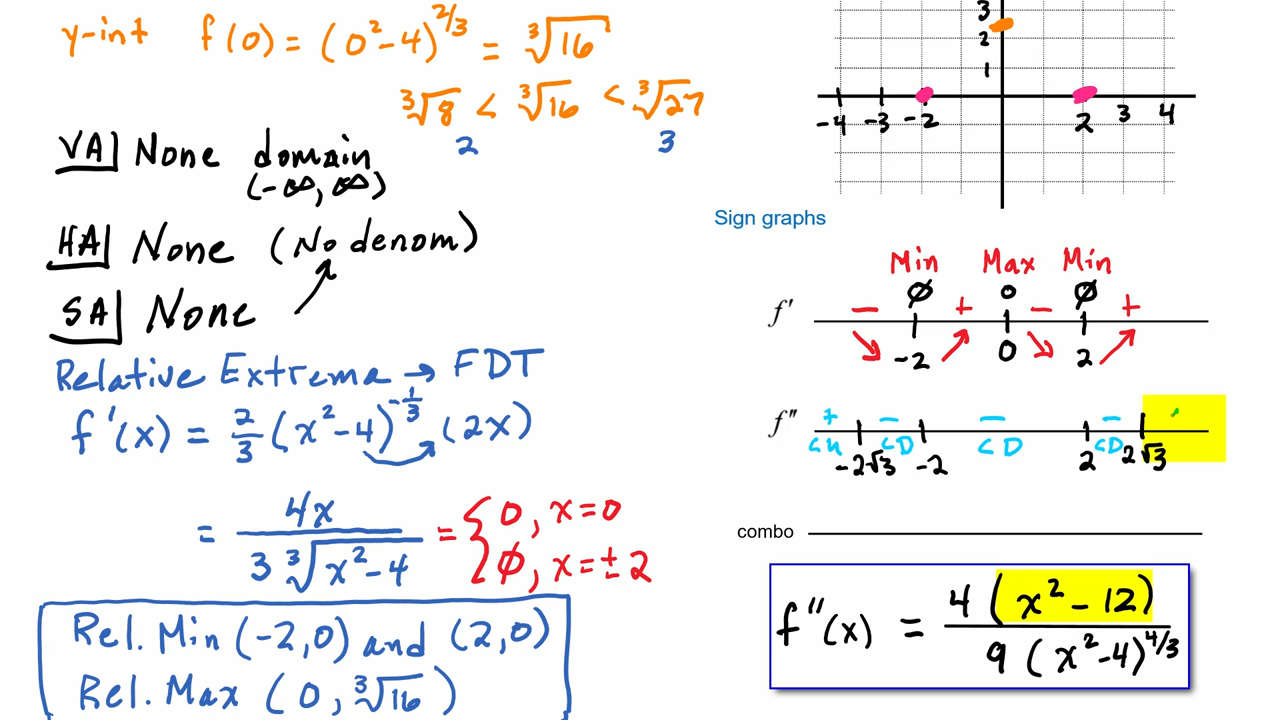 y-int f(0) = (0²-4)^{2/3} = ∛16
∛8 < ∛16 < ∛27
2 3
VA| None domain
(-∞, ∞)
HA| None (No denom)
SA| None
Relative Extrema → FDT
f'(x) = 2/3 (x²-4)^{-1/3} (2x)
= 4x / 3∛(x²-4) = { 0, x=0
∅, x=±2
Rel. Min (-2,0) and (2,0)
Rel. Max (0, ∛16)
3
2
1
-4 -3 -2 2 3 4
Sign graphs
Min Max Min
∅ 0 ∅
f' − + − +
-2 0 2
f'' + − − −
CU CD CD CD
-2√3 -2 2 2√3
combo
f''(x) = 4(x²-12) / 9(x²-4)^{4/3}